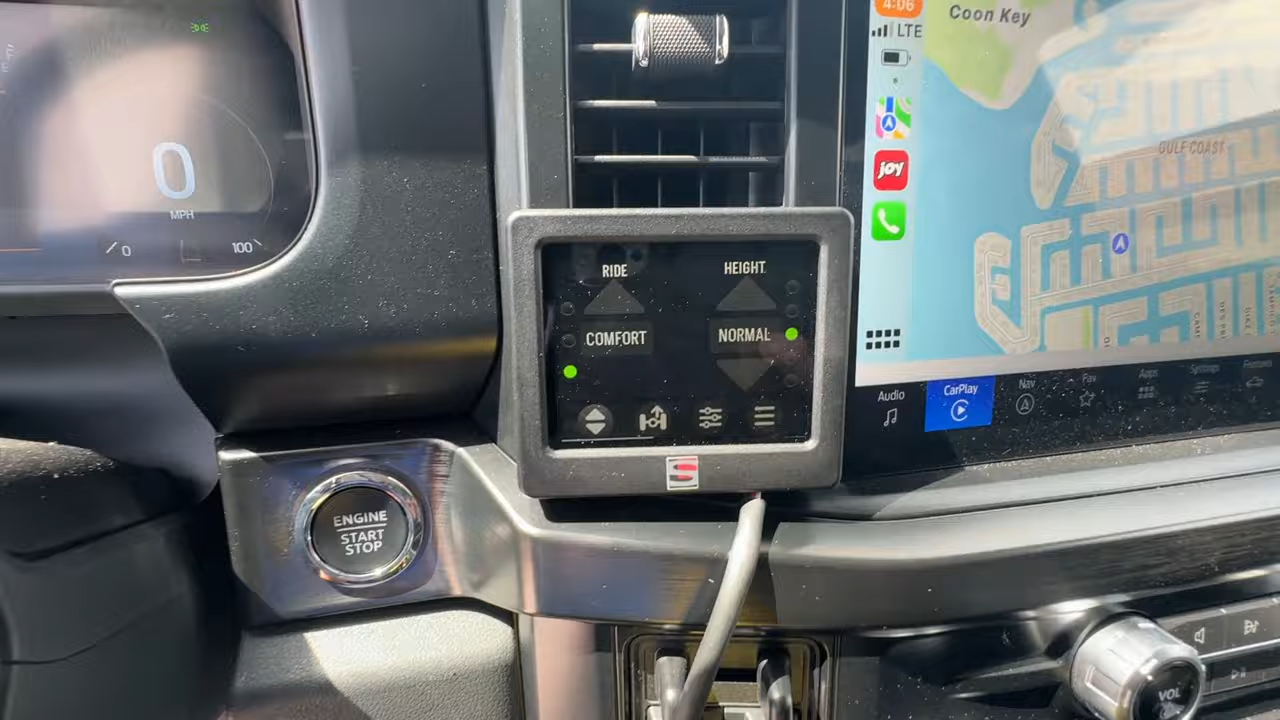 0
MPH
0
100
RIDE
HEIGHT
COMFORT
NORMAL
S
ENGINE
START
STOP
4:06
LTE
joy
Coon Key
GULF COAST
Audio
CarPlay
Nav
Fav
Apps
Settings
Features
VOL